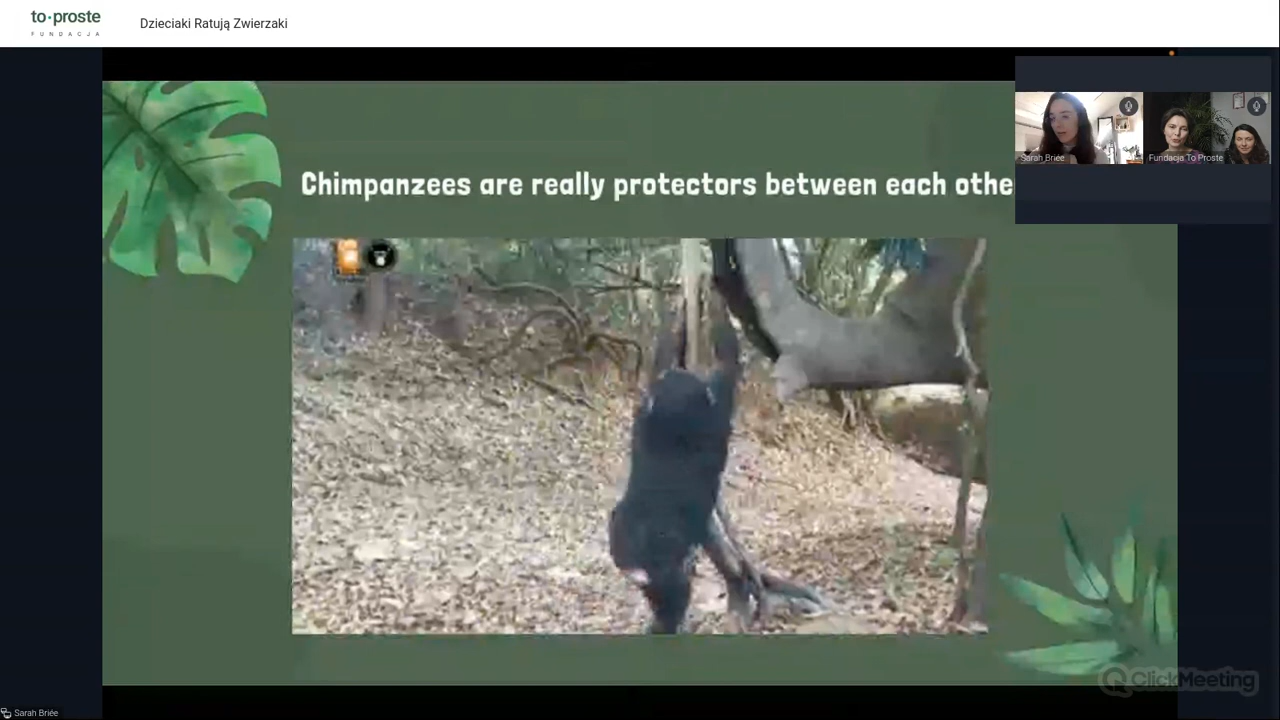 to·proste
FUNDACJA
Dzieciaki Ratują Zwierzaki
Chimpanzees are really protectors between each othe
Sarah Briée
Fundacja To Proste
ClickMeeting
Sarah Briée